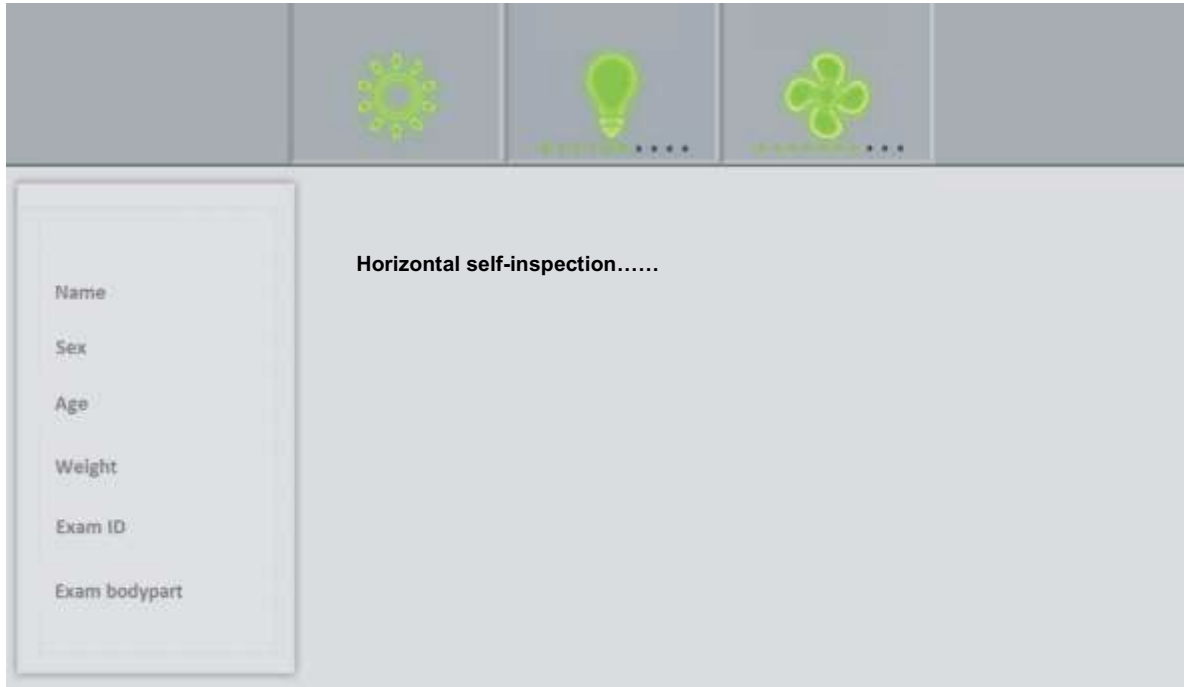 Horizontal self-inspection……
Name
Sex
Age
Weight
Exam ID
Exam bodypart